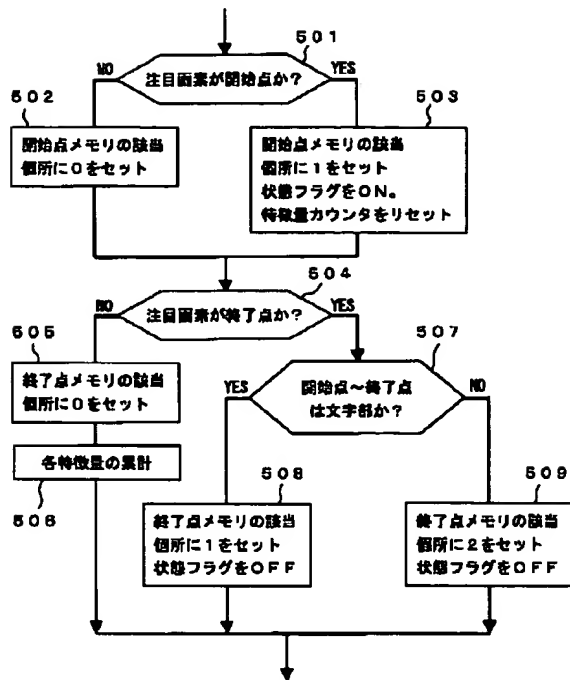 501
NO
注目画素が開始点か?
YES
502
503
開始点メモリの該当
個所に0をセット
開始点メモリの該当
個所に1をセット
状態フラグをON。
特徴量カウンタをリセット
504
NO
注目画素が終了点か?
YES
505
507
終了点メモリの該当
個所に0をセット
YES
開始点~終了点
は文字部か?
NO
各特徴量の累計
506
508
509
終了点メモリの該当
個所に1をセット
状態フラグをOFF
終了点メモリの該当
個所に2をセット
状態フラグをOFF